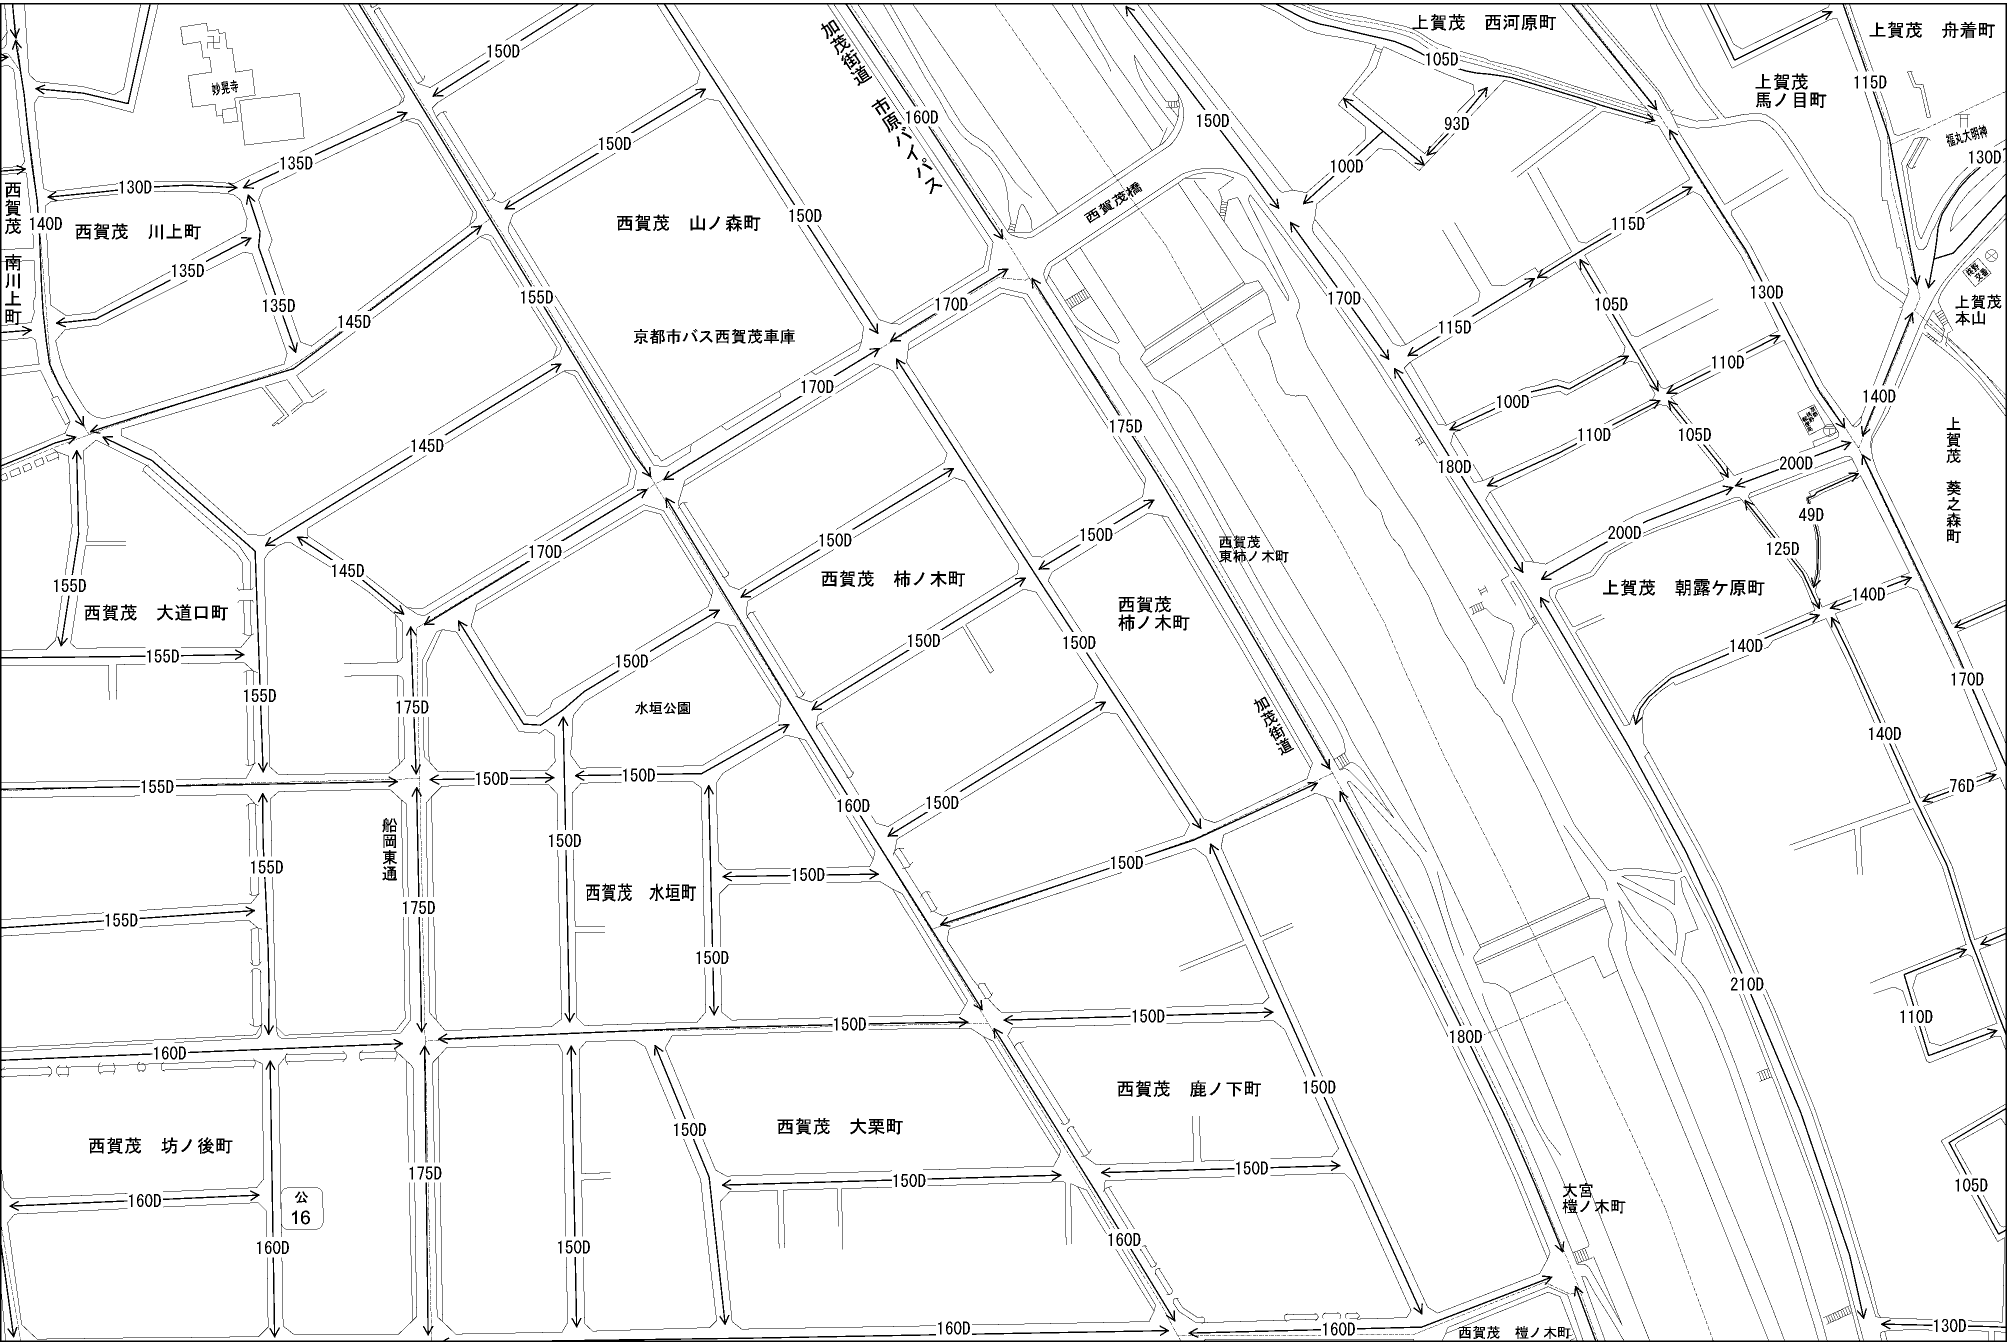 150D
加茂街道　市原バイパス
160D
上賀茂　西河原町
105D
上賀茂　舟着町
115D
上賀茂
馬ノ目町
妙見寺
150D
93D
福丸大明神
130D
135D
150D
100D
130D
西賀茂　南川上町
140D
西賀茂　川上町
西賀茂　山ノ森町
150D
西賀茂橋
115D
135D
135D
155D
145D
170D
170D
105D
130D
上賀茂
本山
京都市バス西賀茂車庫
115D
110D
170D
100D
140D
145D
175D
110D
105D
180D
200D
上賀茂　葵之森町
49D
150D
150D
西賀茂
東柿ノ木町
200D
125D
170D
145D
155D
西賀茂　柿ノ木町
上賀茂　朝露ケ原町
140D
西賀茂　大道口町
西賀茂
柿ノ木町
150D
150D
140D
155D
150D
155D
175D
水垣公園
加茂街道
170D
140D
155D
150D
150D
160D
150D
76D
船岡東通
150D
155D
150D
150D
西賀茂　水垣町
175D
155D
150D
210D
150D
150D
110D
180D
160D
150D
西賀茂　鹿ノ下町
150D
西賀茂　大栗町
西賀茂　坊ノ後町
175D
150D
150D
105D
160D
公
16
大宮
榿ノ木町
160D
150D
160D
160D
160D
130D
西賀茂　榿ノ木町